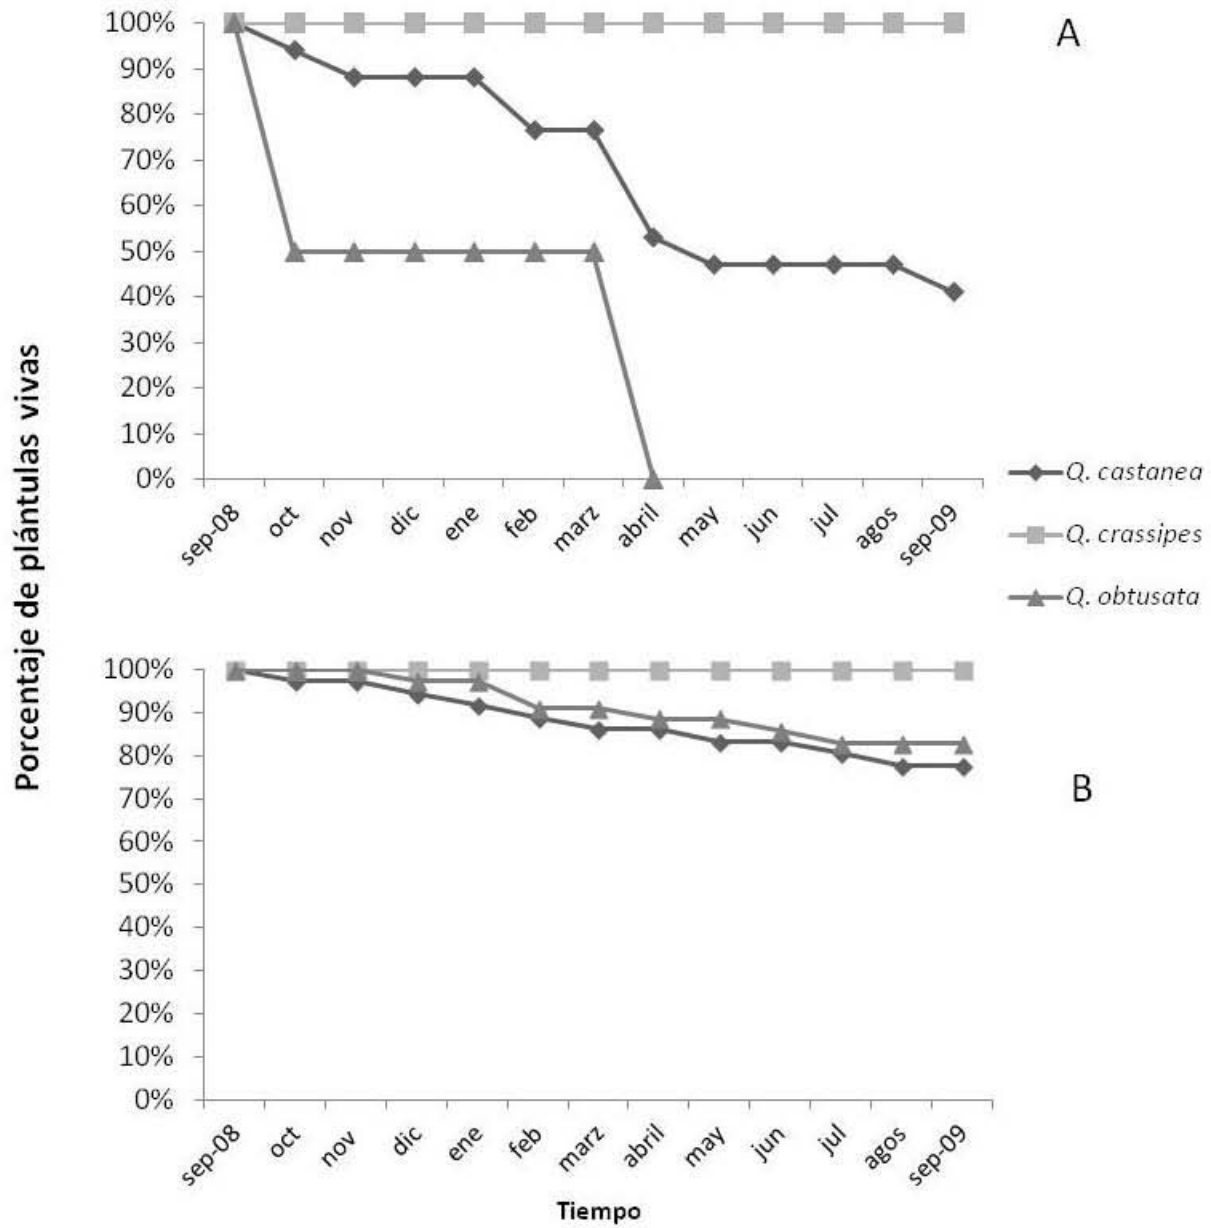 Porcentaje de plántulas vivas
A
100%
90%
80%
70%
60%
50%
40%
30%
20%
10%
0%
sep-08
oct
nov
dic
ene
feb
marz
abril
may
jun
jul
agos
sep-09
Q. castanea
Q. crassipes
Q. obtusata
B
100%
90%
80%
70%
60%
50%
40%
30%
20%
10%
0%
sep-08
oct
nov
dic
ene
feb
marz
abril
may
jun
jul
agos
sep-09
Tiempo